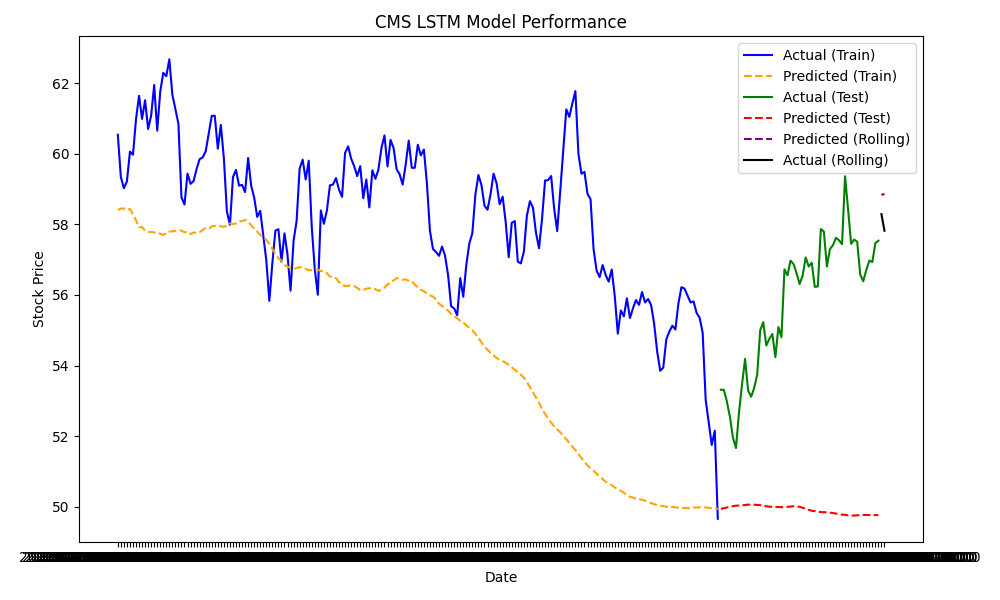 CMS LSTM Model Performance
Actual (Train)
Predicted (Train)
Actual (Test)
Predicted (Test)
Predicted (Rolling)
Actual (Rolling)
62
60
58
56
54
52
50
Stock Price
Date